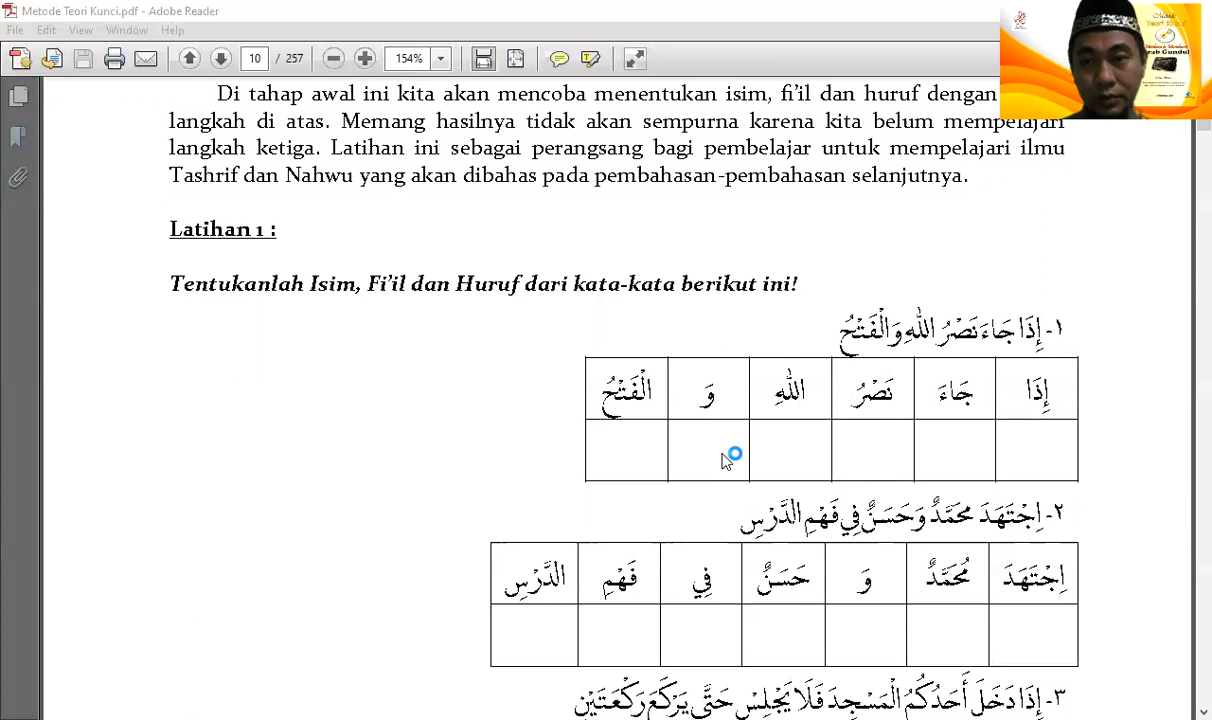 Metode Teori Kunci.pdf - Adobe Reader
File Edit View Window Help
10 / 257 154%
Di tahap awal ini kita akan mencoba menentukan isim, fi'il dan huruf dengan
langkah di atas. Memang hasilnya tidak akan sempurna karena kita belum mempelajari
langkah ketiga. Latihan ini sebagai perangsang bagi pembelajar untuk mempelajari ilmu
Tashrif dan Nahwu yang akan dibahas pada pembahasan-pembahasan selanjutnya.
Latihan 1 :
Tentukanlah Isim, Fi'il dan Huruf dari kata-kata berikut ini!
١- إِذَا جَاءَ نَصْرُ اللهِ وَالْفَتْحُ
إِذَا جَاءَ نَصْرُ اللهِ وَ الْفَتْحُ
٢- اِجْتَهَدَ مُحَمَّدٌ وَحَسَنٌ فِي فَهْمِ الدَّرْسِ
اِجْتَهَدَ مُحَمَّدٌ وَ حَسَنٌ فِي فَهْمِ الدَّرْسِ
٣- إِذَا دَخَلَ أَحَدُكُمُ الْمَسْجِدَ فَلَا يَجْلِسْ حَتَّى يَرْكَعَ رَكْعَتَيْنِ